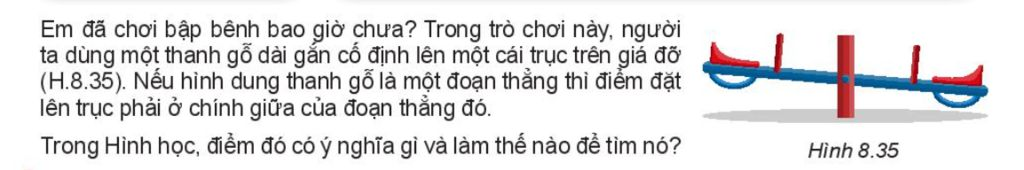 Em đã chơi bập bênh bao giờ chưa? Trong trò chơi này, người
ta dùng một thanh gỗ dài gắn cố định lên một cái trục trên giá đỡ
(H.8.35). Nếu hình dung thanh gỗ là một đoạn thẳng thì điểm đặt
lên trục phải ở chính giữa của đoạn thẳng đó.
Trong Hình học, điểm đó có ý nghĩa gì và làm thế nào để tìm nó?
Hình 8.35